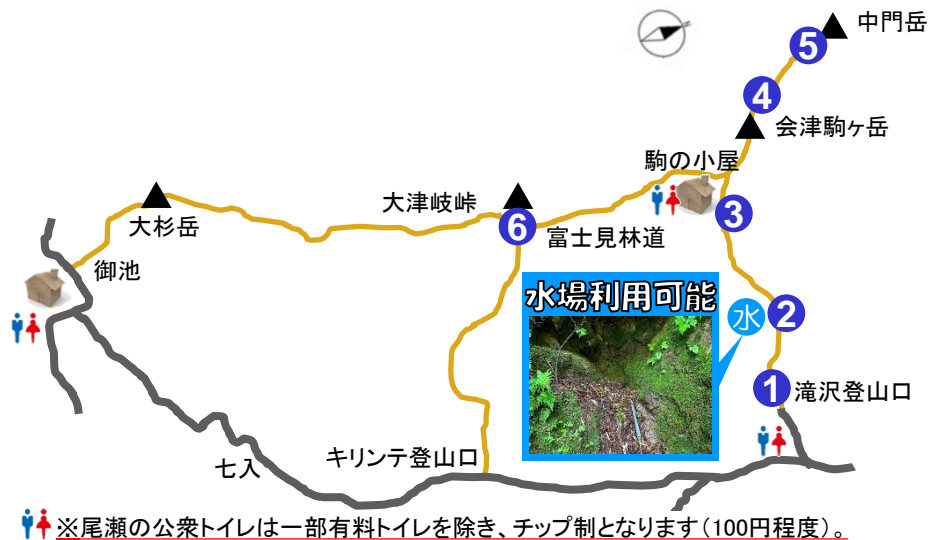 中門岳
5
4
会津駒ヶ岳
駒の小屋
大津岐峠
3
大杉岳
6
富士見林道
御池
水場利用可能
水
2
1
滝沢登山口
キリンテ登山口
七入
※尾瀬の公衆トイレは一部有料トイレを除き、チップ制となります(100円程度)。